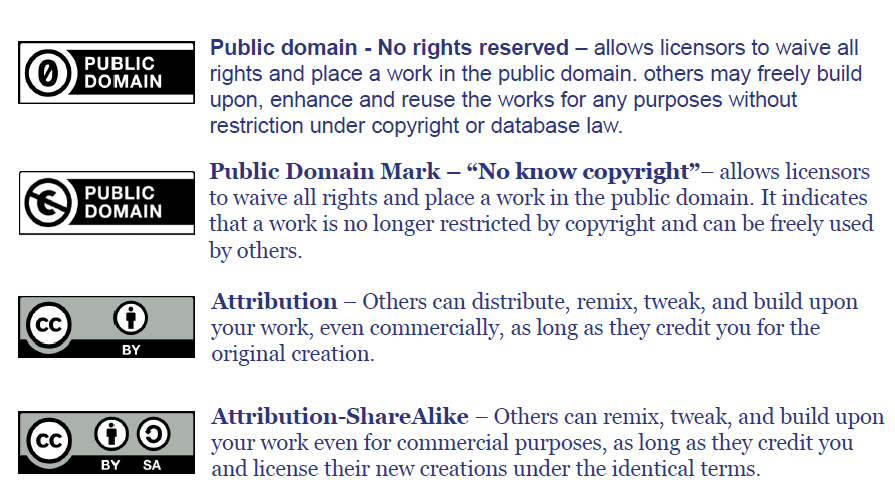 PUBLIC
DOMAIN
Public domain - No rights reserved – allows licensors to waive all
rights and place a work in the public domain. others may freely build
upon, enhance and reuse the works for any purposes without
restriction under copyright or database law.
PUBLIC
DOMAIN
Public Domain Mark – “No know copyright”– allows licensors
to waive all rights and place a work in the public domain. It indicates
that a work is no longer restricted by copyright and can be freely used
by others.
cc
BY
Attribution – Others can distribute, remix, tweak, and build upon
your work, even commercially, as long as they credit you for the
original creation.
cc
BY SA
Attribution-ShareAlike – Others can remix, tweak, and build upon
your work even for commercial purposes, as long as they credit you
and license their new creations under the identical terms.